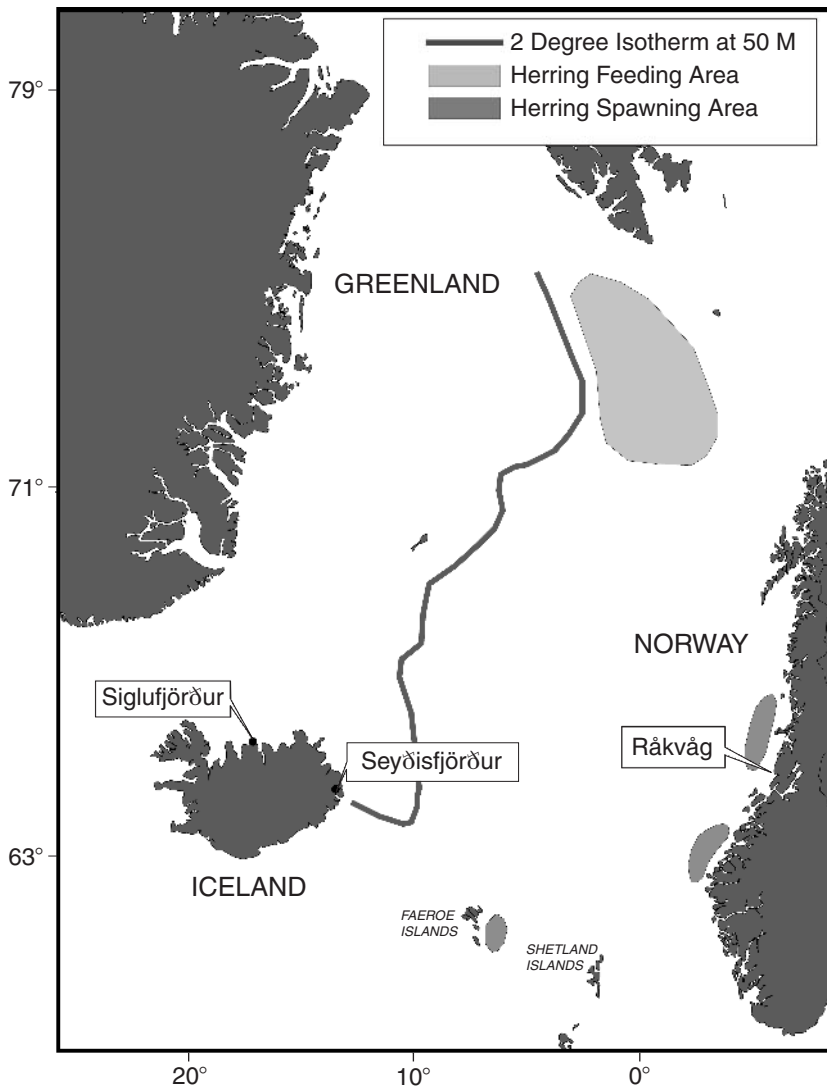 2 Degree Isotherm at 50 M
Herring Feeding Area
Herring Spawning Area
79°
GREENLAND
71°
NORWAY
Siglufjörður
Råkvåg
Seyðisfjörður
63°
ICELAND
FAEROE
ISLANDS
SHETLAND
ISLANDS
20°
10°
0°